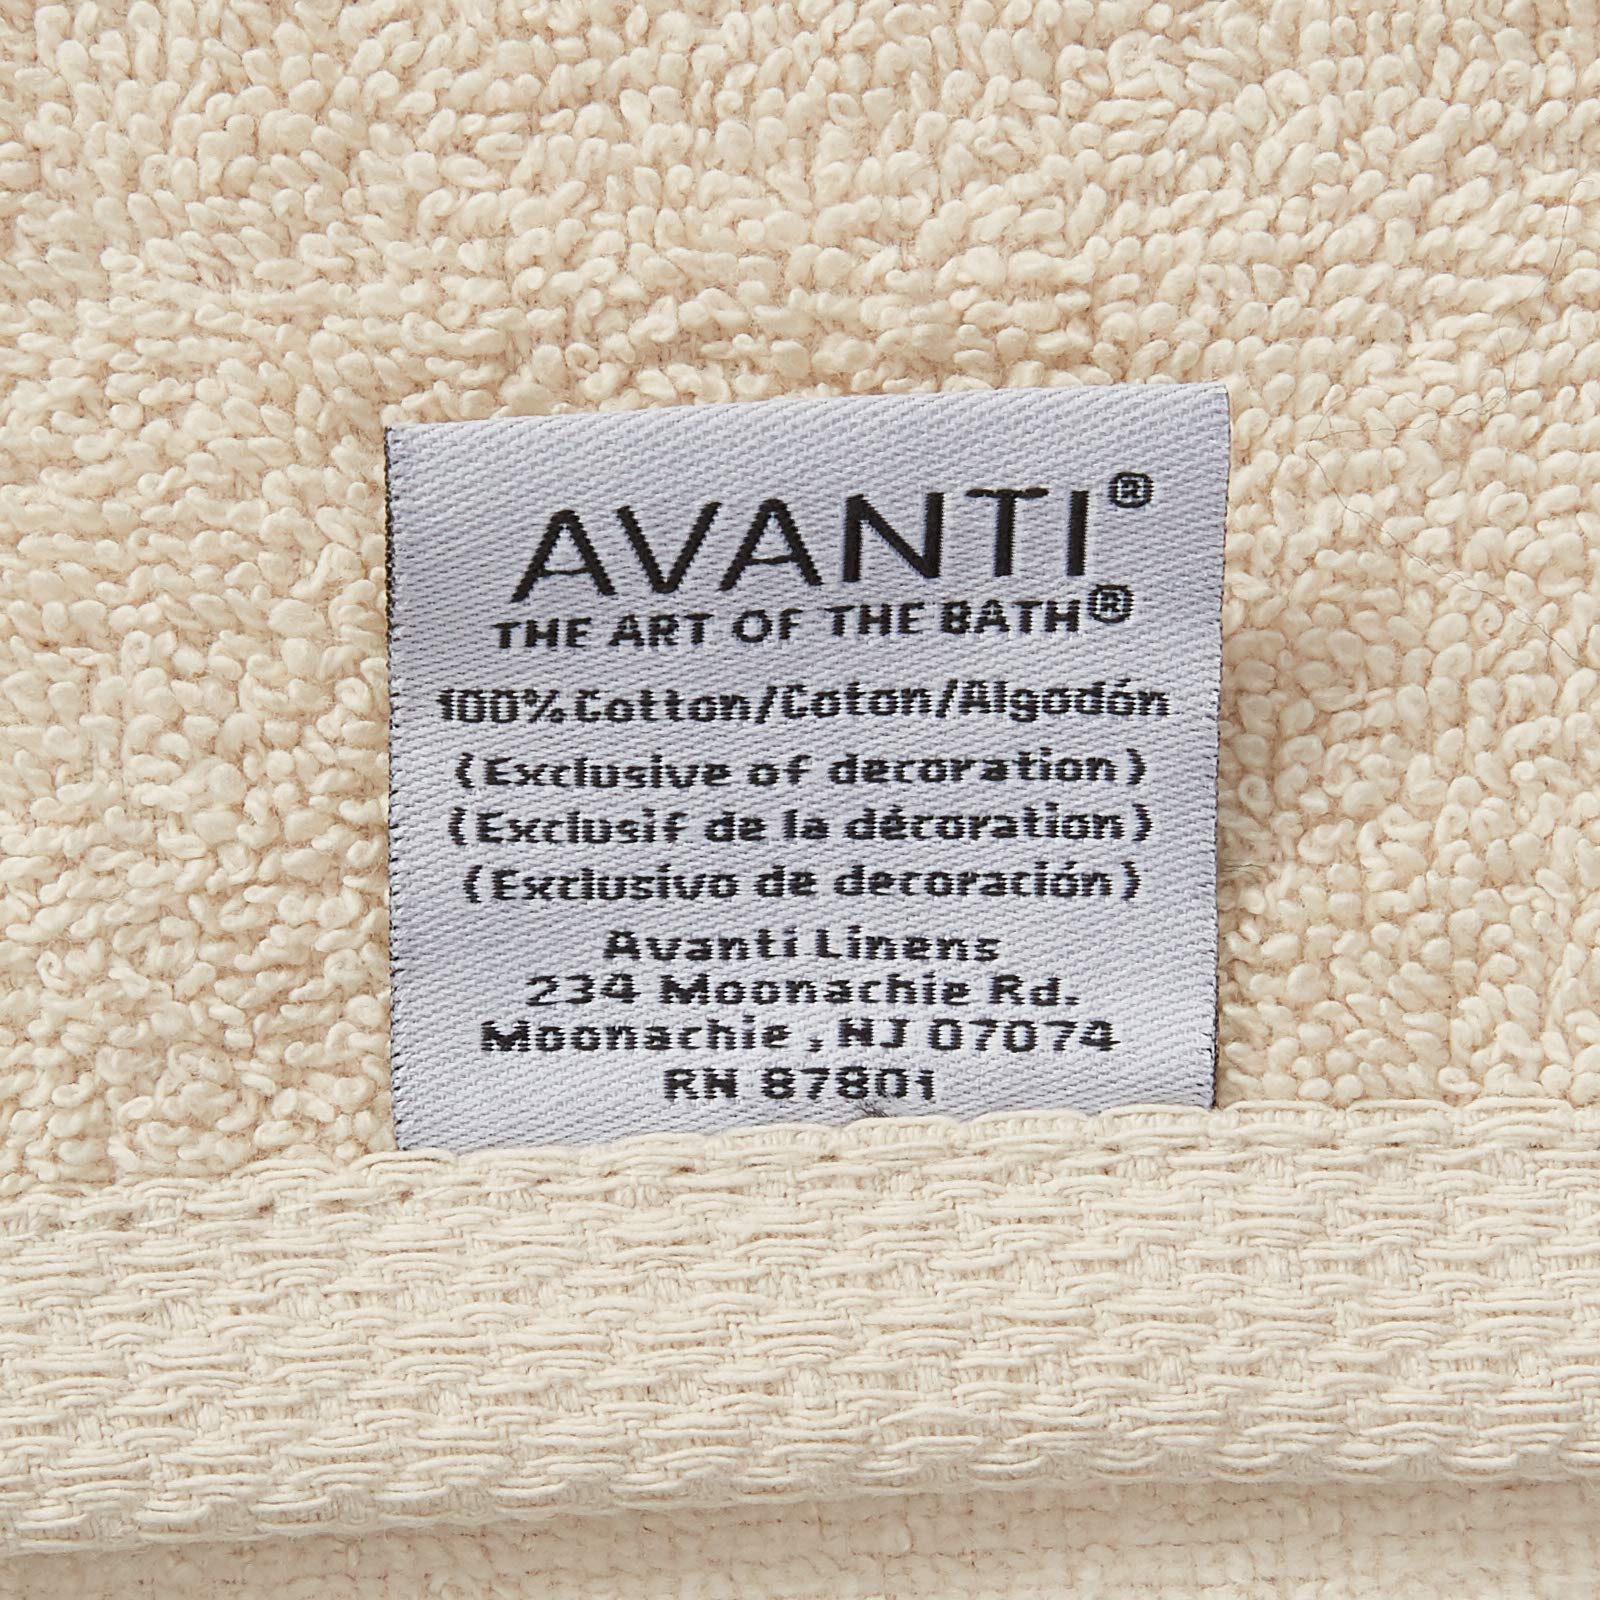 AVANTI®
THE ART OF THE BATH®
100% Cotton/Coton/Algodón
(Exclusive of decoration)
(Exclusif de la décoration)
(Exclusivo de decoración)
Avanti Linens
234 Moonachie Rd.
Moonachie , NJ 07074
RN 87801